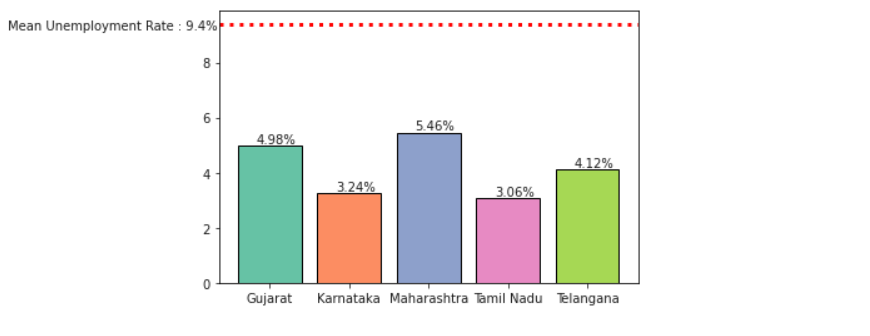 Mean Unemployment Rate : 9.4%
8
6
4
2
0
4.98%
3.24%
5.46%
3.06%
4.12%
Gujarat
Karnataka
Maharashtra
Tamil Nadu
Telangana